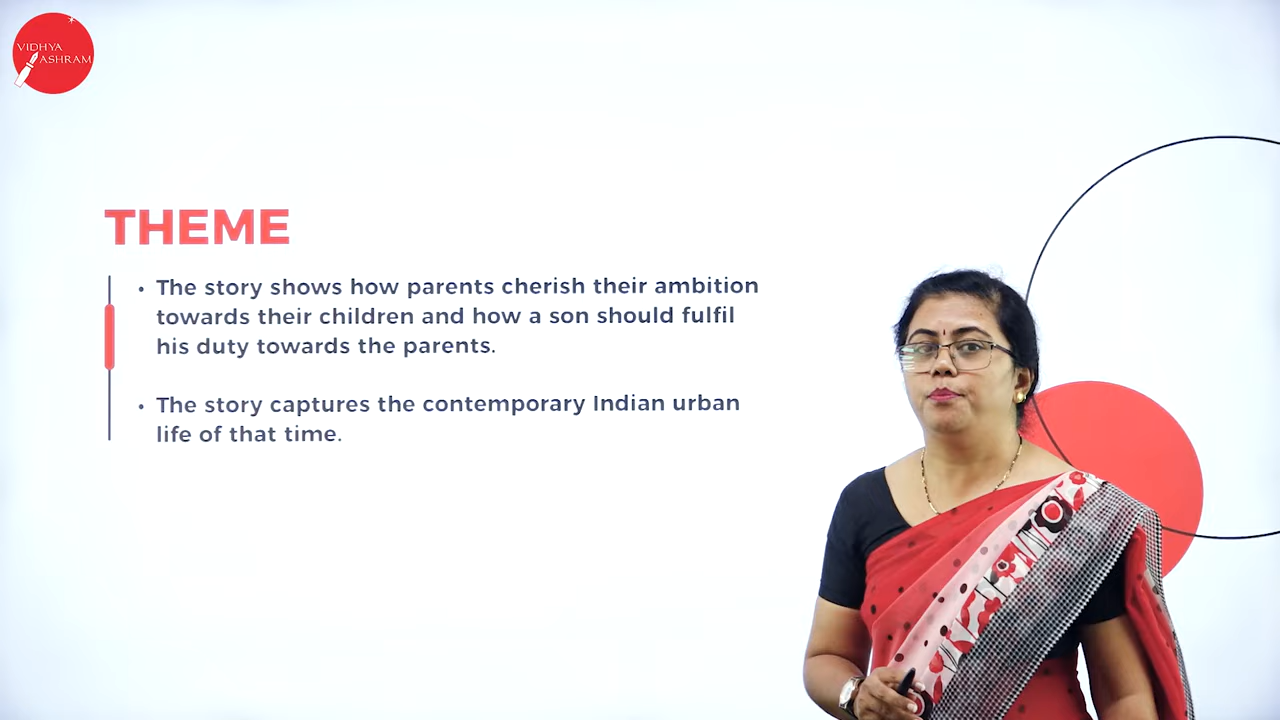 VIDHYA
ASHRAM
THEME
• The story shows how parents cherish their ambition
towards their children and how a son should fulfil
his duty towards the parents.
• The story captures the contemporary Indian urban
life of that time.